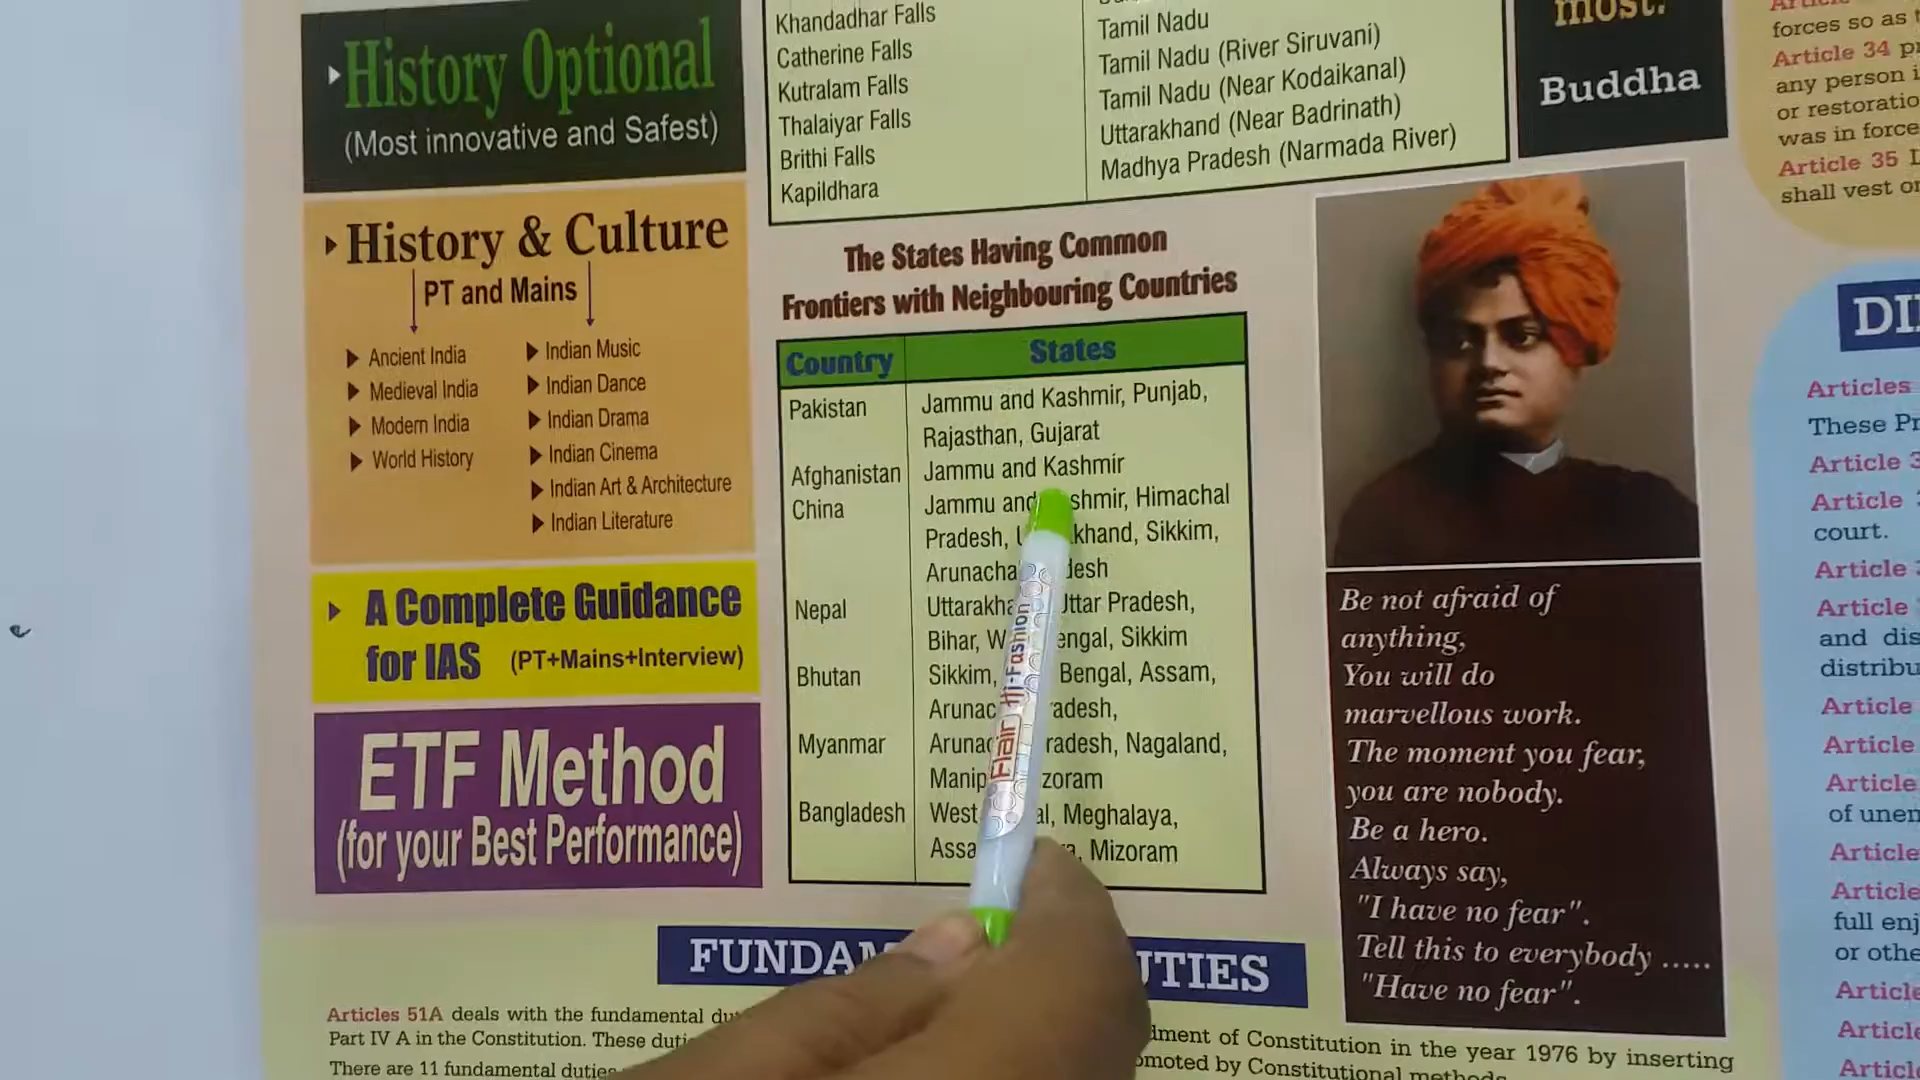 History Optional
(Most innovative and Safest)
History & Culture
PT and Mains
Ancient India
Medieval India
Modern India
World History
Indian Music
Indian Dance
Indian Drama
Indian Cinema
Indian Art & Architecture
Indian Literature
A Complete Guidance
for IAS (PT+Mains+Interview)
ETF Method
(for your Best Performance)
Khandadhar Falls
Catherine Falls Tamil Nadu
Kutralam Falls Tamil Nadu (River Siruvani)
Thalaiyar Falls Tamil Nadu (Near Kodaikanal)
Brithi Falls Uttarakhand (Near Badrinath)
Kapildhara Madhya Pradesh (Narmada River)
The States Having Common
Frontiers with Neighbouring Countries
Country States
Pakistan Jammu and Kashmir, Punjab,
Rajasthan, Gujarat
Afghanistan Jammu and Kashmir
China Jammu and Himachal
Pradesh, Sikkim,
Nepal Uttar Pradesh,
Bihar, Sikkim
Bhutan Sikkim, Bengal, Assam,
Myanmar Nagaland,
Bangladesh West Meghalaya,
Mizoram
Flair Hi-Fashion
most.
Buddha
Be not afraid of
anything,
You will do
marvellous work.
The moment you fear,
you are nobody.
Be a hero.
Always say,
"I have no fear".
Tell this to everybody .....
"Have no fear".
forces so as
Article 34
any person
or
was in force
Article 35
shall vest
Articles
These
Article
Article
court.
Article
Article
and
Article
Article
Article
of
Article
Article
full
or
Article
Article
Article
Articles 51A deals with the fundamental
Part IV A in the Constitution. These
There are 11 fundamental duties
of Constitution in the year 1976 by inserting
by Constitutional methods